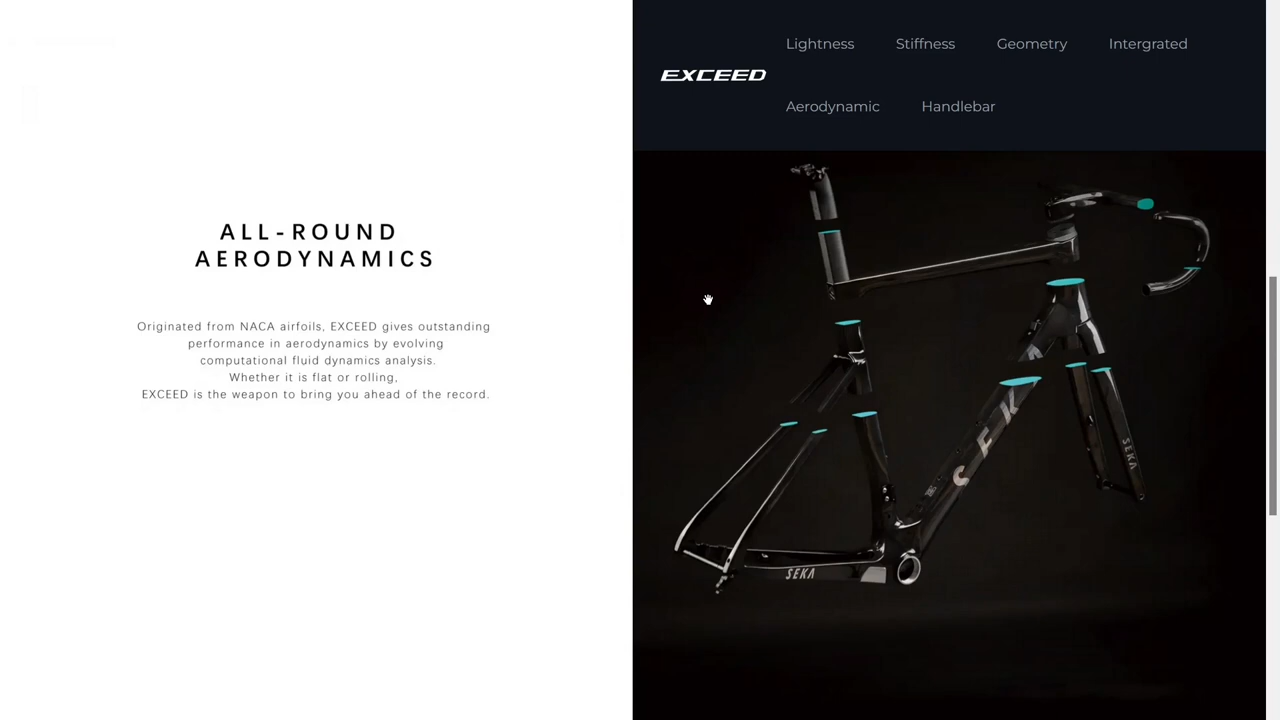 ALL-ROUND
AERODYNAMICS
Originated from NACA airfoils, EXCEED gives outstanding
performance in aerodynamics by evolving
computational fluid dynamics analysis.
Whether it is flat or rolling,
EXCEED is the weapon to bring you ahead of the record.
Lightness Stiffness Geometry Intergrated
EXCEED
Aerodynamic Handlebar
SEKA
SEKA